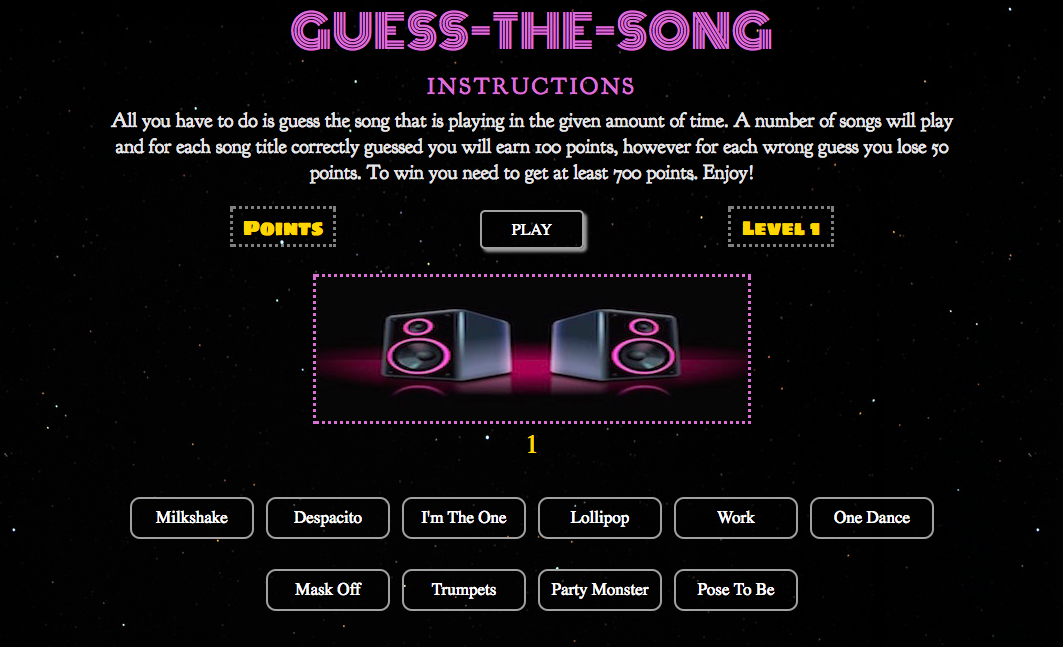 GUESS-THE-SONG
INSTRUCTIONS
All you have to do is guess the song that is playing in the given amount of time. A number of songs will play
and for each song title correctly guessed you will earn 100 points, however for each wrong guess you lose 50
points. To win you need to get at least 700 points. Enjoy!
Points PLAY Level 1
1
Milkshake Despacito I'm The One Lollipop Work One Dance
Mask Off Trumpets Party Monster Pose To Be